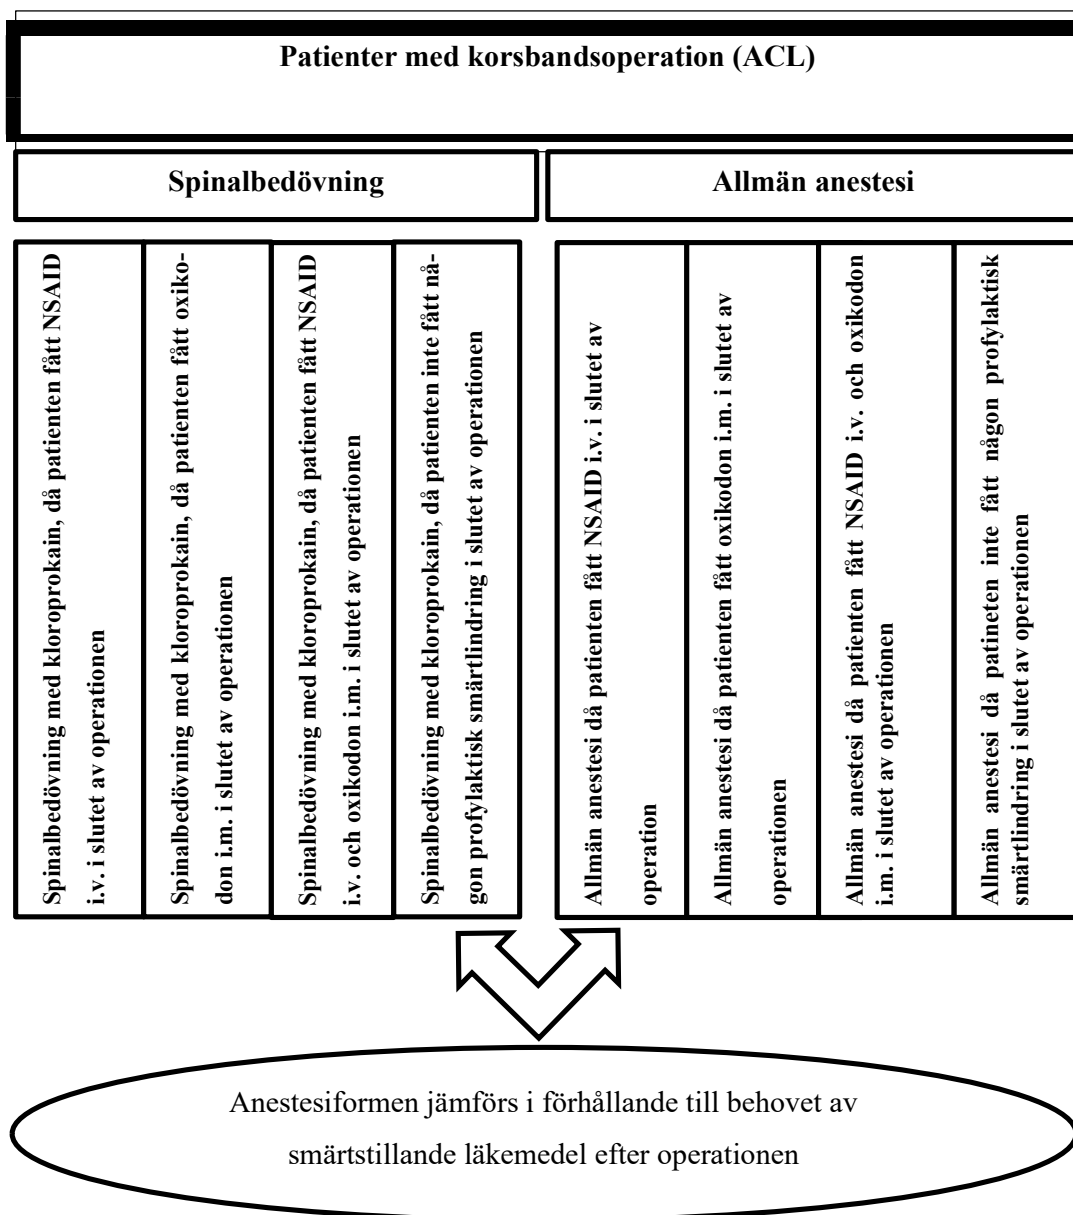 Patienter med korsbandsoperation (ACL)
Spinalbedövning
Allmän anestesi
Spinalbedövning med kloroprokain, då patienten fått NSAID
i.v. i slutet av operationen
Spinalbedövning med kloroprokain, då patienten fått oxiko-
don i.m. i slutet av operationen
Spinalbedövning med kloroprokain, då patienten fått NSAID
i.v. och oxikodon i.m. i slutet av operationen
Spinalbedövning med kloroprokain, då patienten inte fått nå-
gon profylaktisk smärtlindring i slutet av operationen
Allmän anestesi då patienten fått NSAID i.v. i slutet av
operation
Allmän anestesi då patienten fått oxikodon i.m. i slutet av
operationen
Allmän anestesi då patienten fått NSAID i.v. och oxikodon
i.m. i slutet av operationen
Allmän anestesi då patineten inte fått någon profylaktisk
smärtlindring i slutet av operationen
Anestesiformen jämförs i förhållande till behovet av
smärtstillande läkemedel efter operationen